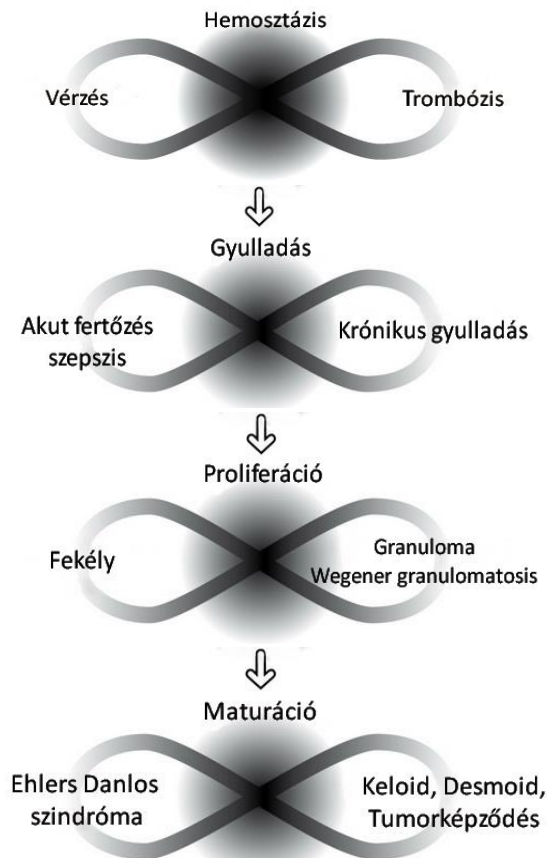 Hemosztázis
Vérzés
Trombózis
Gyulladás
Akut fertőzés
szepszis
Krónikus gyulladás
Proliferáció
Fekély
Granuloma
Wegener granulomatosis
Maturáció
Ehlers Danlos
szindróma
Keloid, Desmoid,
Tumorképződés